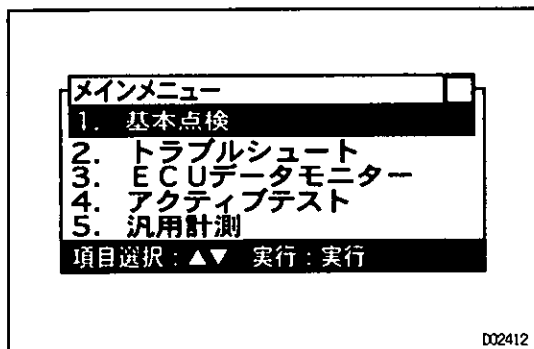 メインメニュー
1. 基本点検
2. トラブルシュート
3. ECUデータモニター
4. アクティブテスト
5. 汎用計測
項目選択:▲▼ 実行:実行
D02412